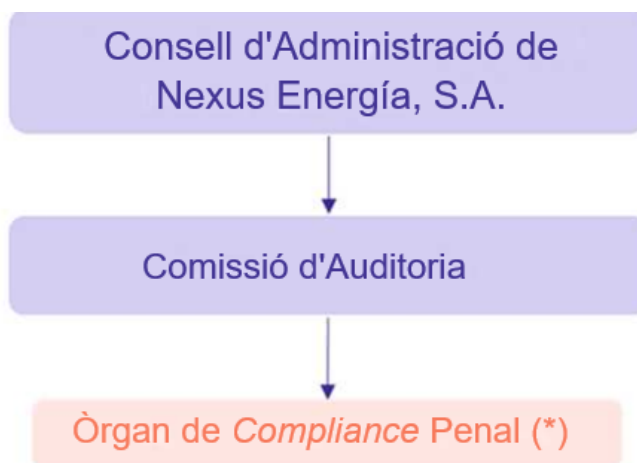 Consell d'Administració de
Nexus Energía, S.A.
Comissió d'Auditoria
Òrgan de Compliance Penal (*)